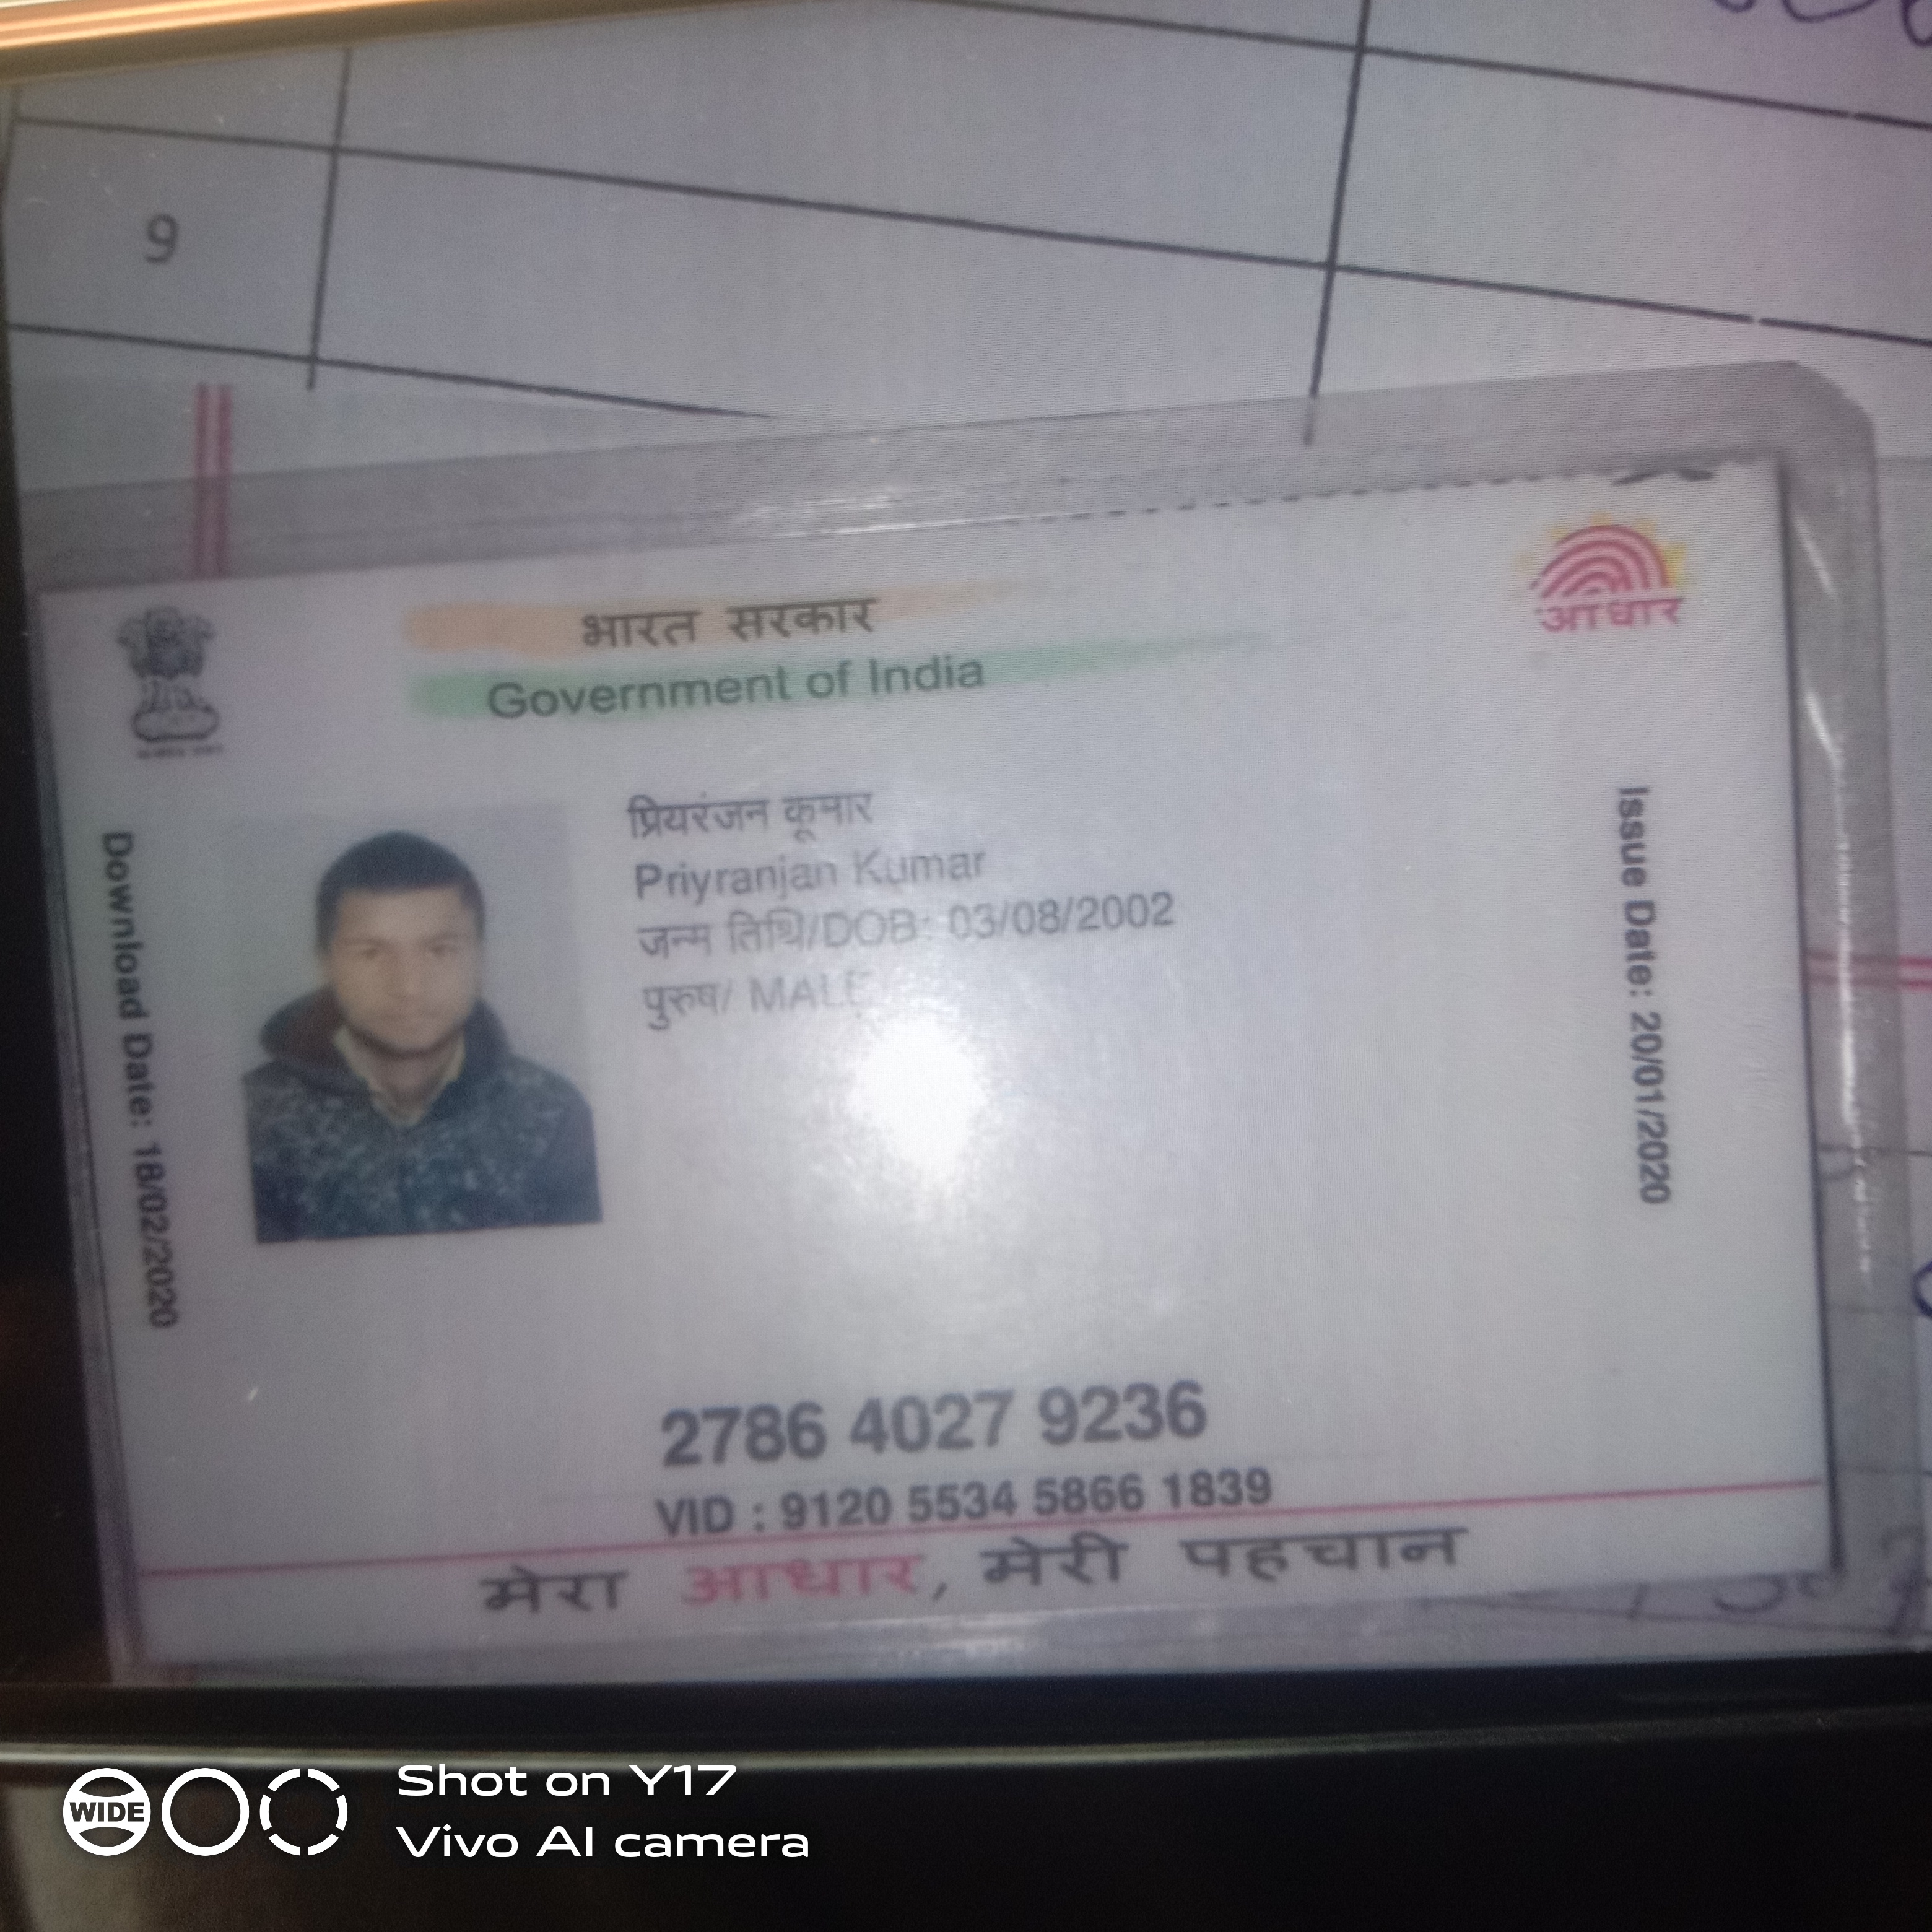 9
भारत सरकार
Government of India
आधार
प्रियरंजन कूमार
Priyranjan Kumar
जन्म तिथि/DOB: 03/08/2002
पुरुष/ MALE
Download Date: 18/02/2020
Issue Date: 20/01/2020
2786 4027 9236
VID : 9120 5534 5866 1839
मेरा आधार, मेरी पहचान
WIDE
Shot on Y17
Vivo AI camera